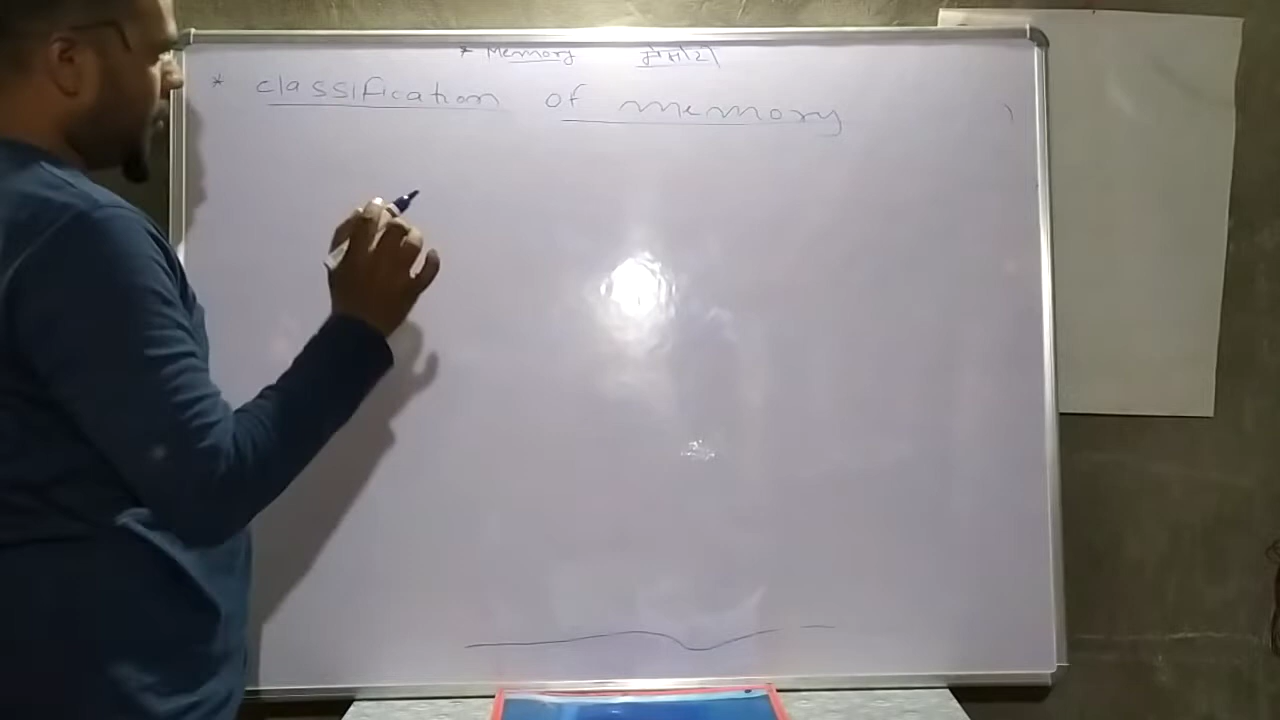 * Memory मेमोरी
* classification of memory